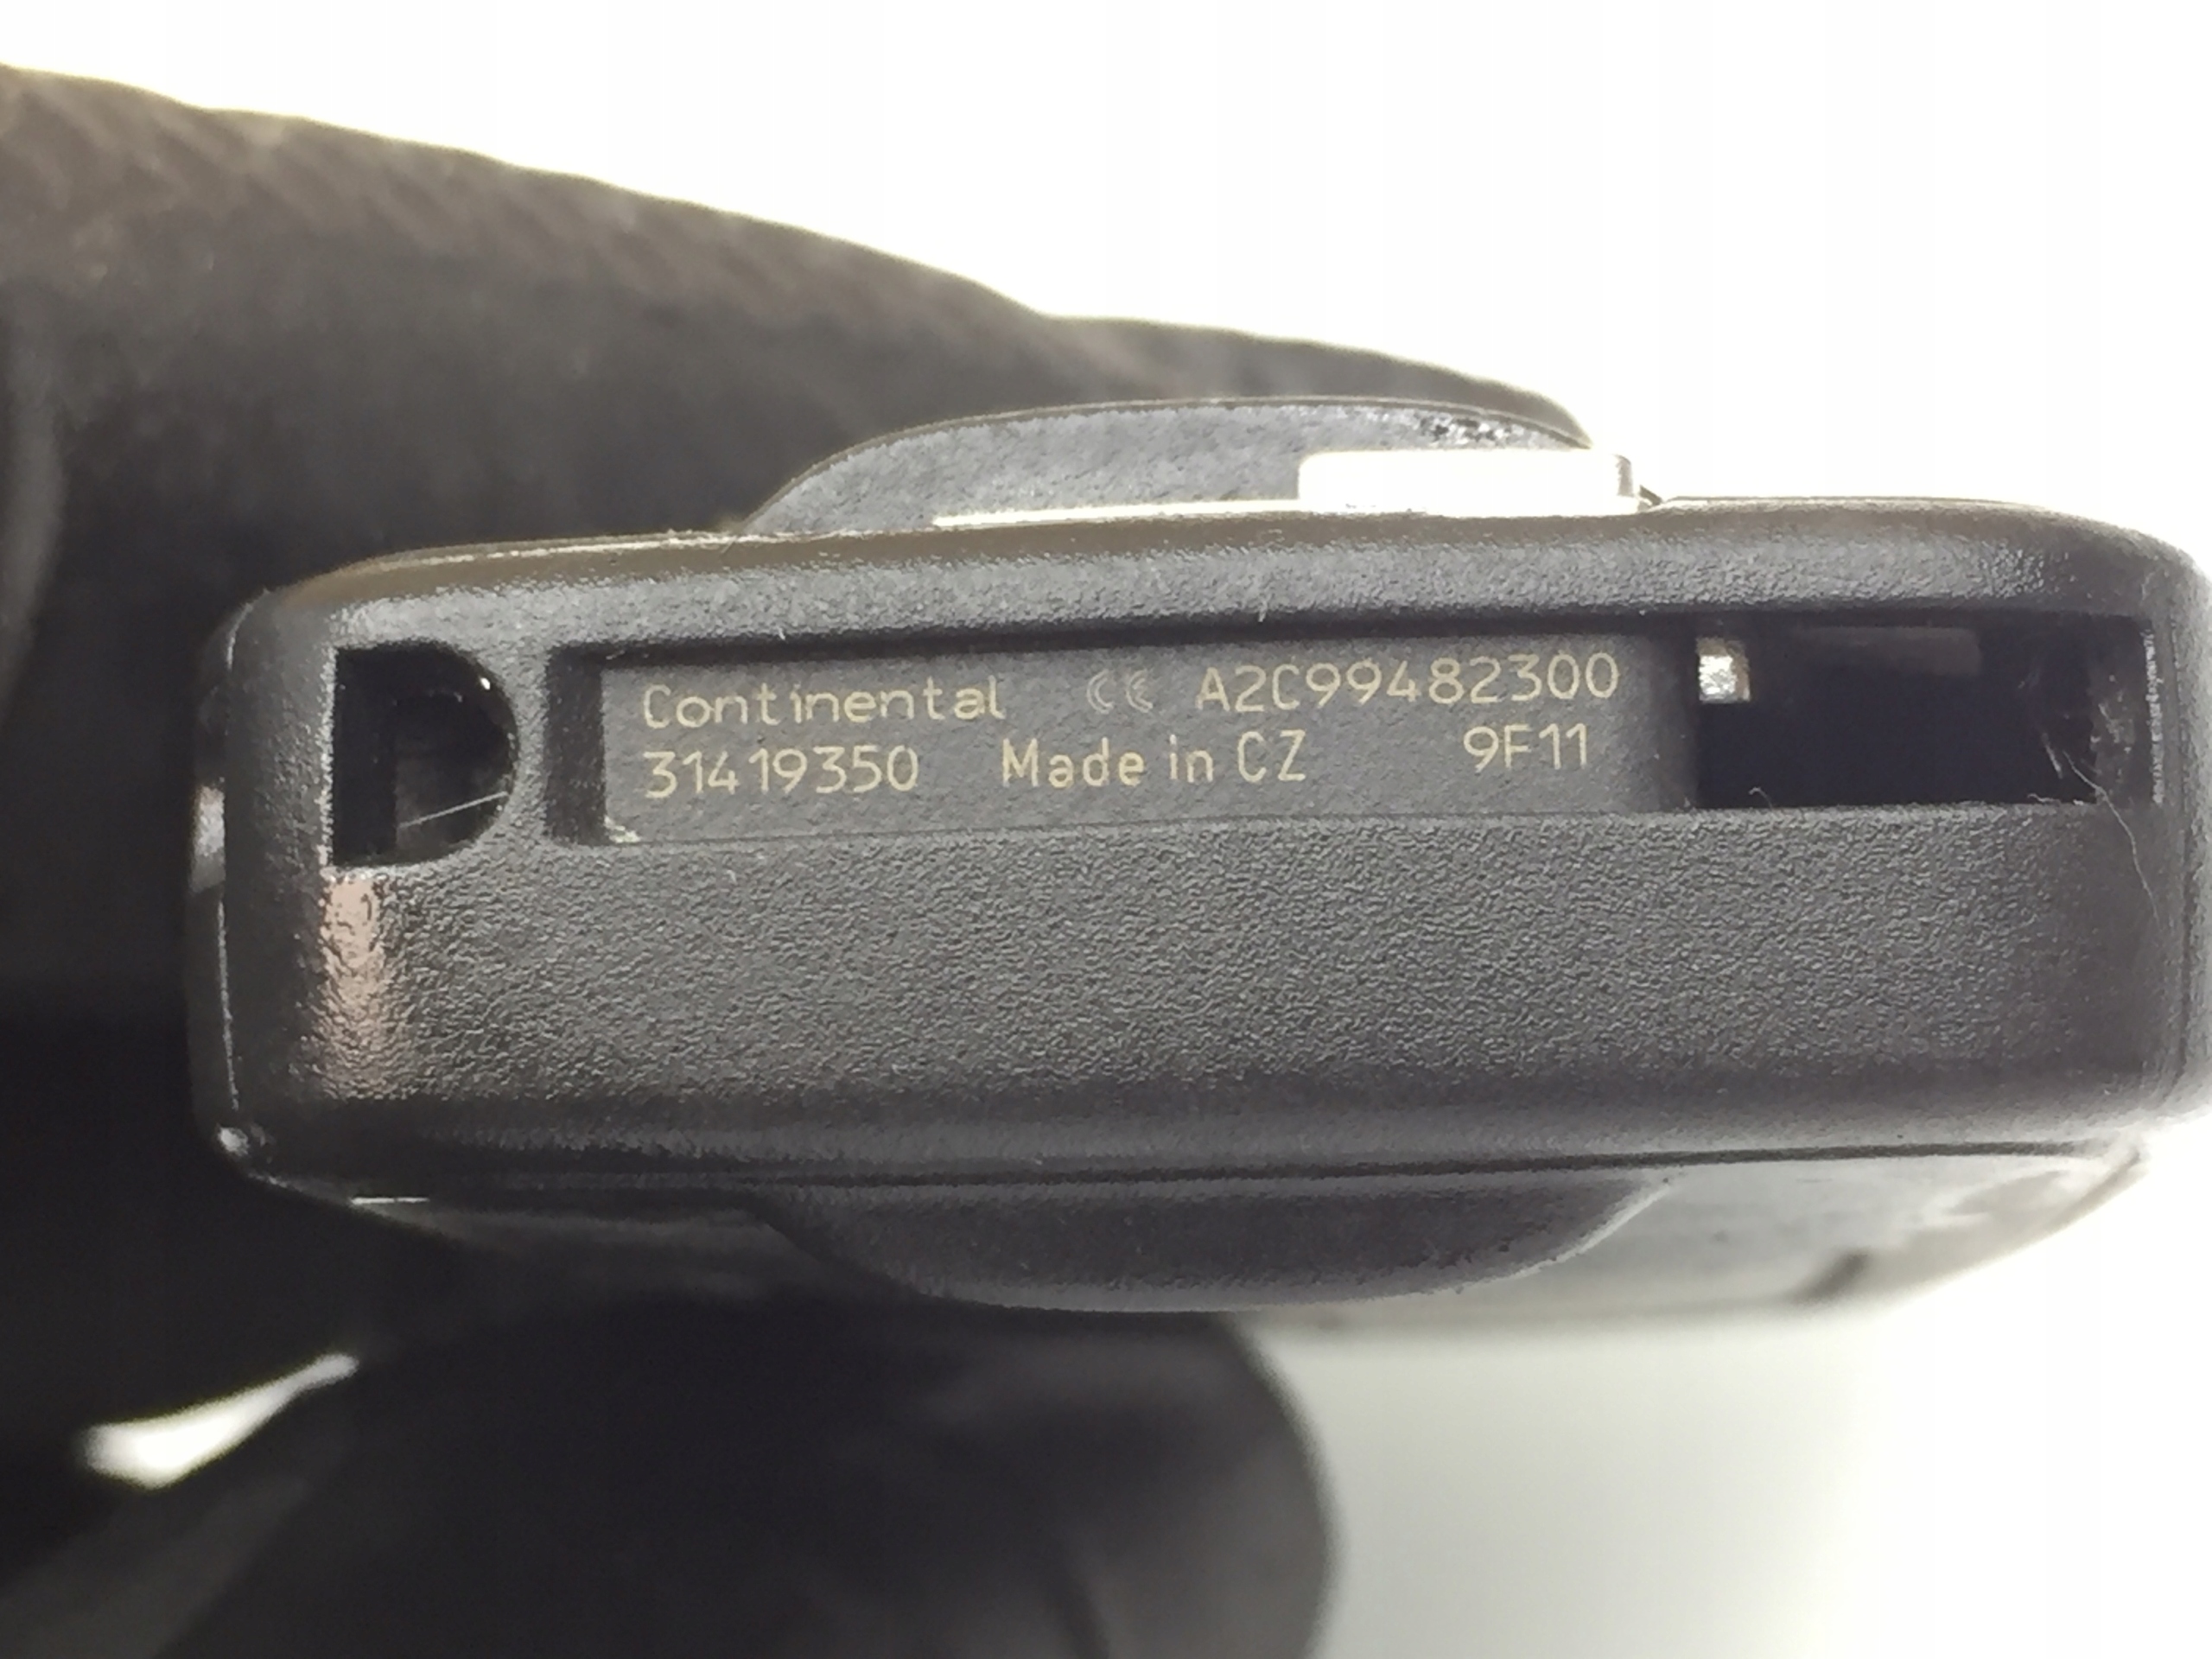 Continental CE A2C99482300
31419350 Made in CZ 9F11